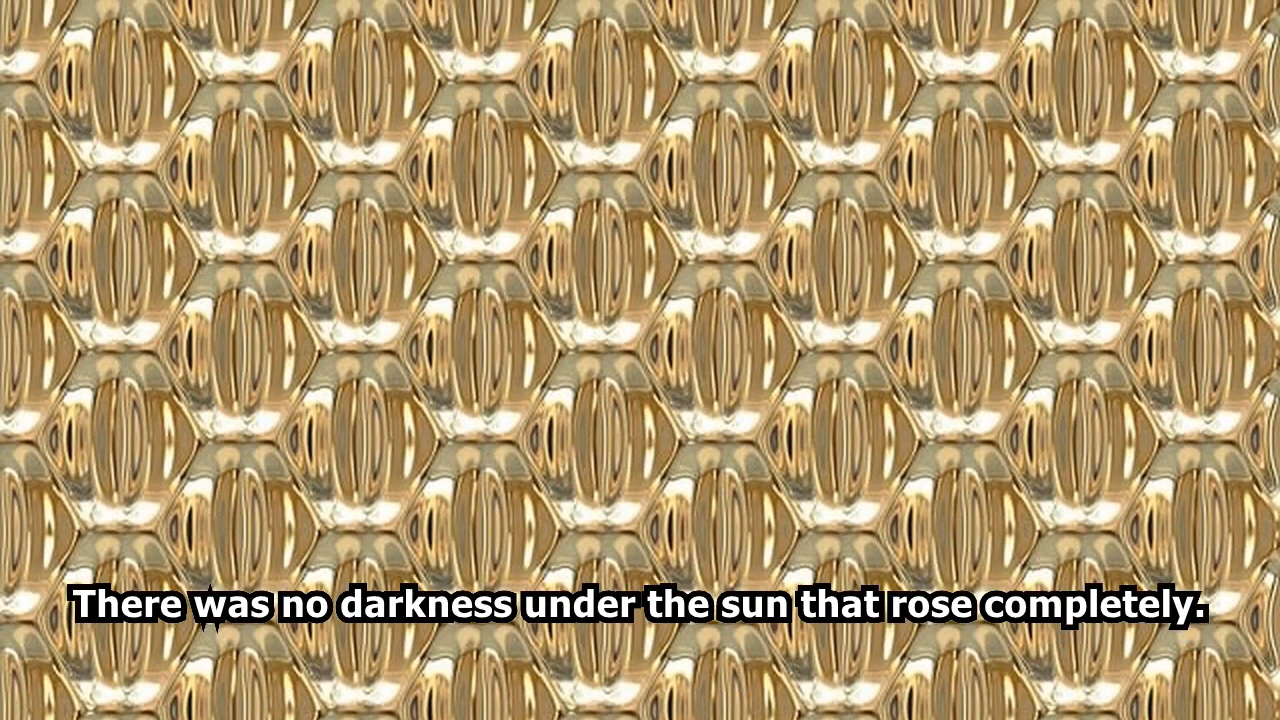 There was no darkness under the sun that rose completely.